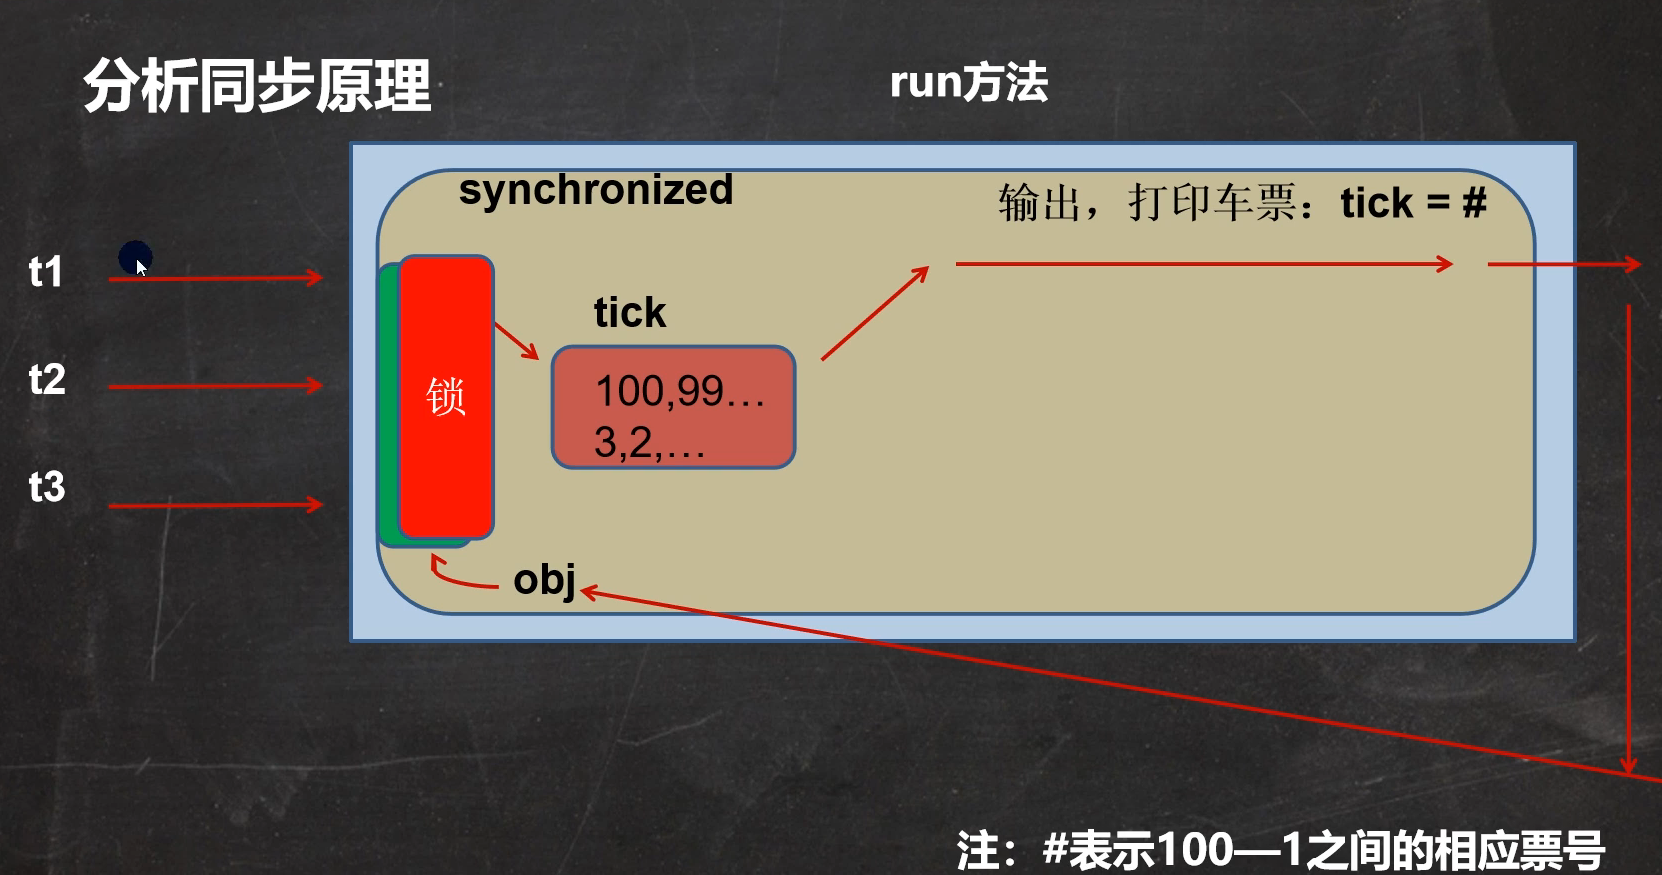 分析同步原理
run方法
synchronized
输出，打印车票：tick = #
t1
tick
t2
锁
100,99…
3,2,…
t3
obj
注：#表示100—1之间的相应票号